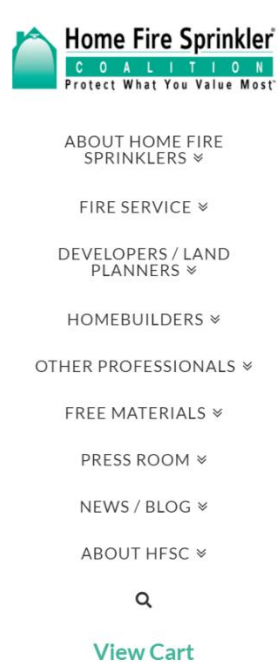 Home Fire Sprinkler
COALITION
Protect What You Value Most
ABOUT HOME FIRE
SPRINKLERS
FIRE SERVICE
DEVELOPERS / LAND
PLANNERS
HOMEBUILDERS
OTHER PROFESSIONALS
FREE MATERIALS
PRESS ROOM
NEWS / BLOG
ABOUT HFSC
View Cart